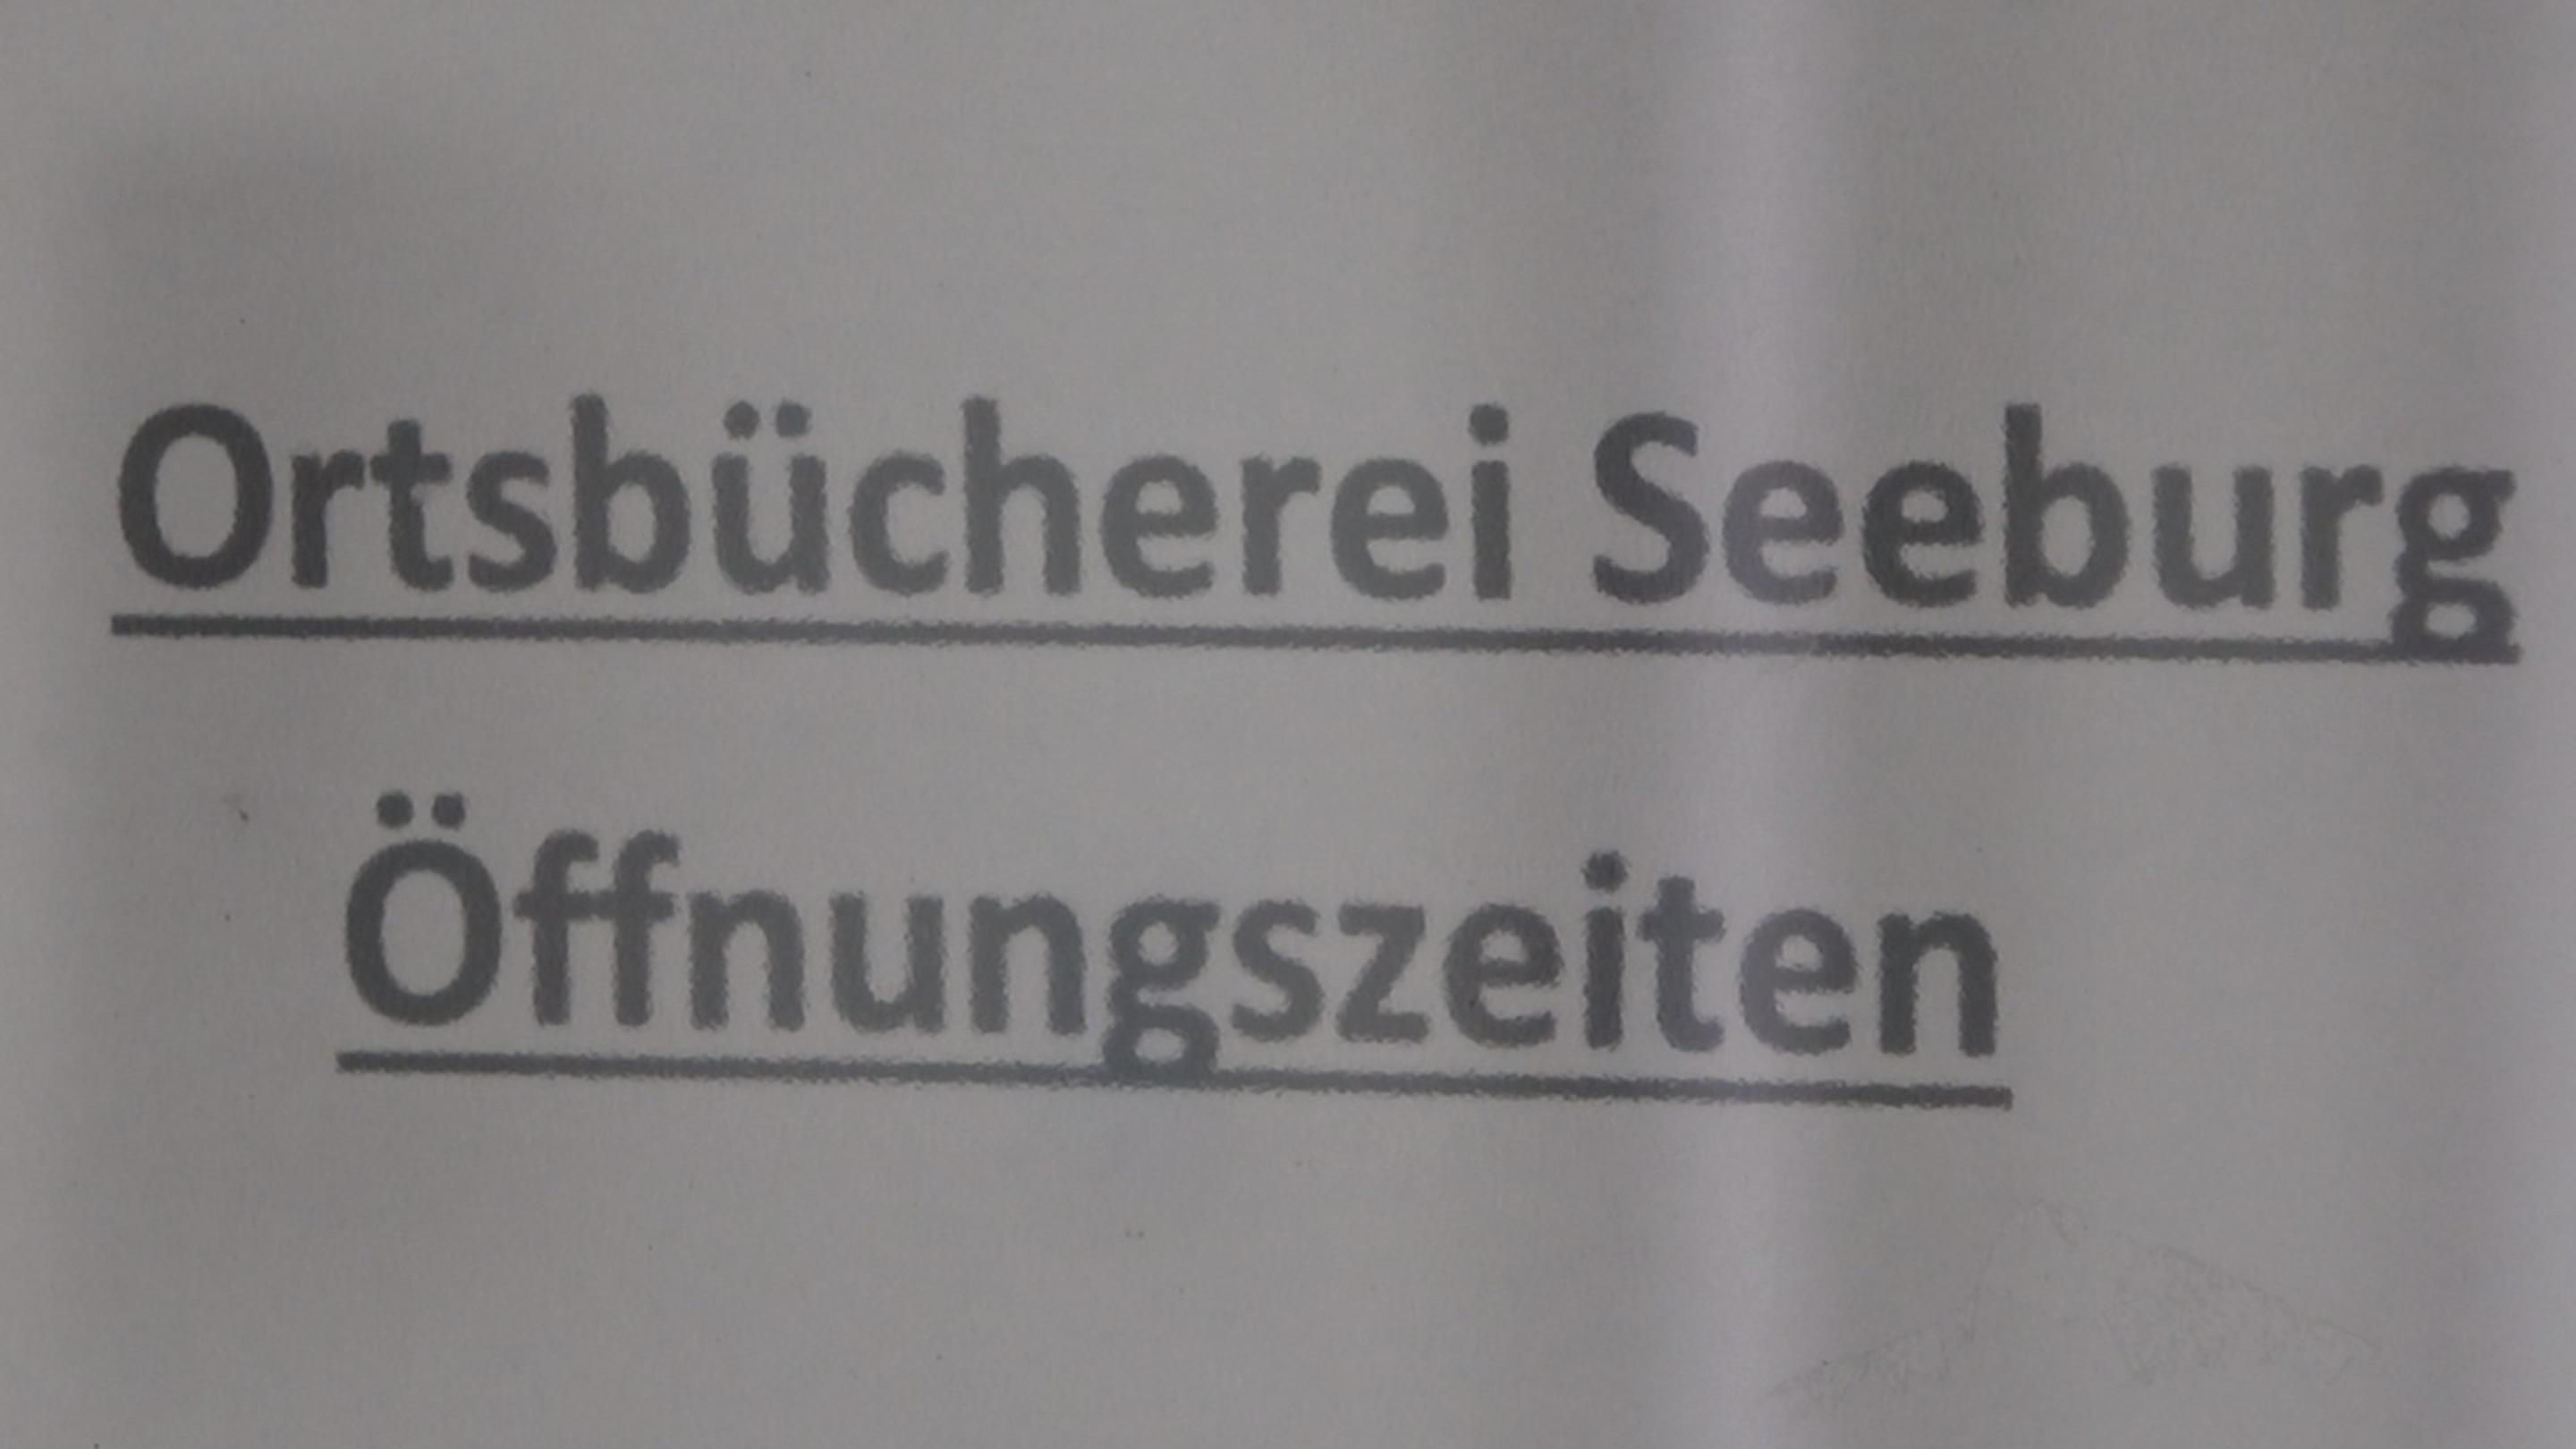 Ortsbücherei Seeburg
Öffnungszeiten